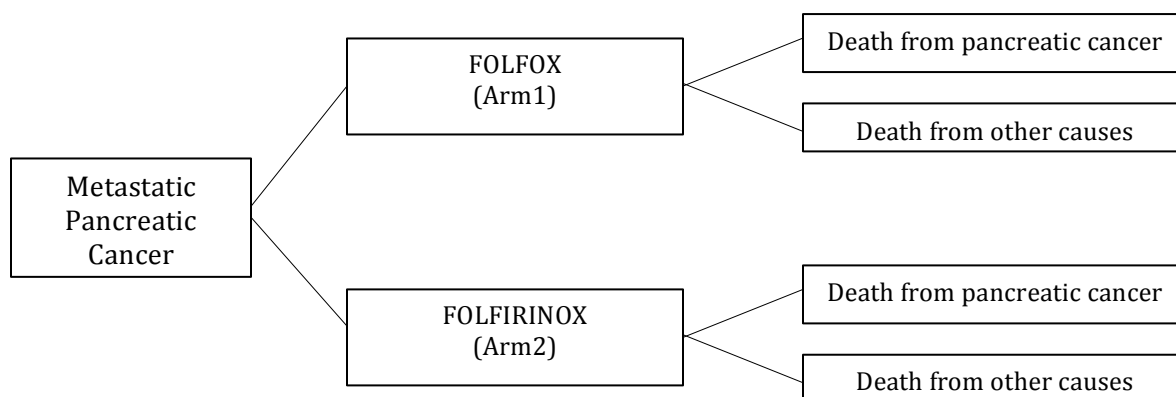 Metastatic
Pancreatic
Cancer
FOLFOX
(Arm1)
Death from pancreatic cancer
Death from other causes
FOLFIRINOX
(Arm2)
Death from pancreatic cancer
Death from other causes